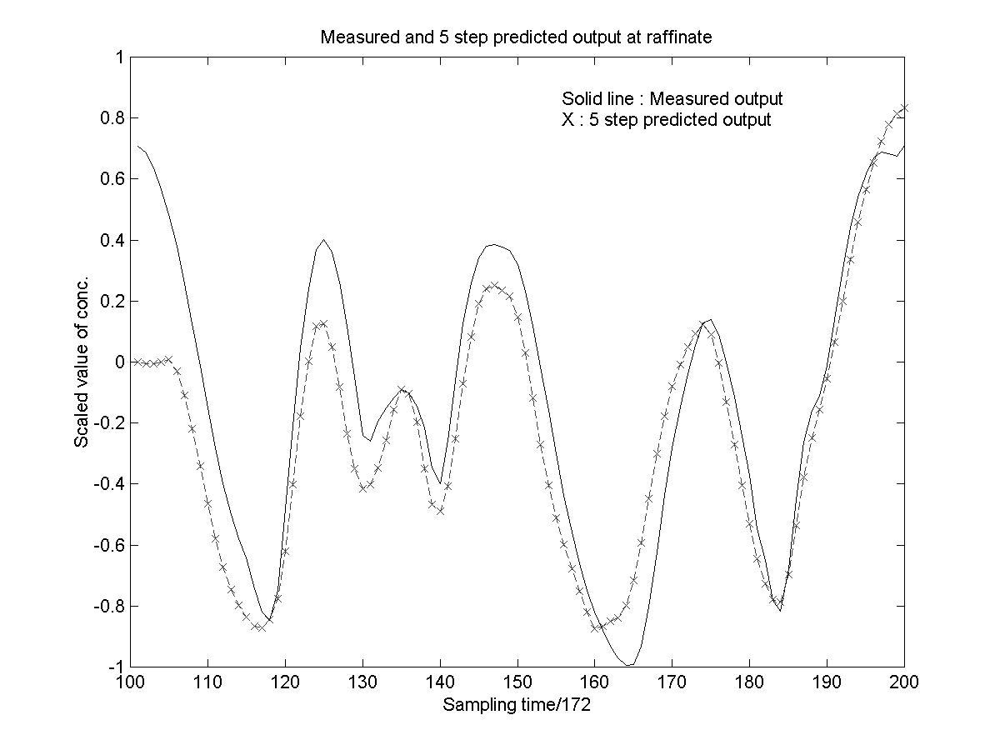 Measured and 5 step predicted output at raffinate
1
Solid line : Measured output
X : 5 step predicted output
0.8
0.6
0.4
0.2
0
-0.2
-0.4
-0.6
-0.8
-1
Scaled value of conc.
100 110 120 130 140 150 160 170 180 190 200
Sampling time/172